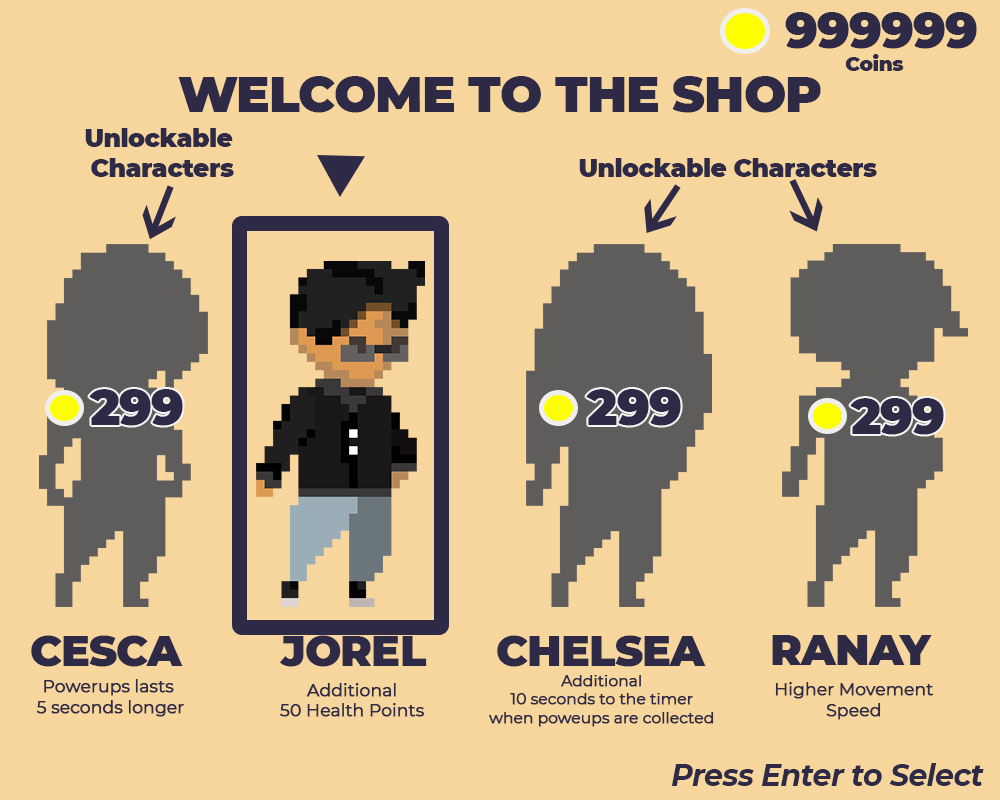 999999
Coins
WELCOME TO THE SHOP
Unlockable
Characters
Unlockable Characters
299
299
299
CESCA
Powerups lasts
5 seconds longer
JOREL
Additional
50 Health Points
CHELSEA
Additional
10 seconds to the timer
when poweups are collected
RANAY
Higher Movement
Speed
Press Enter to Select